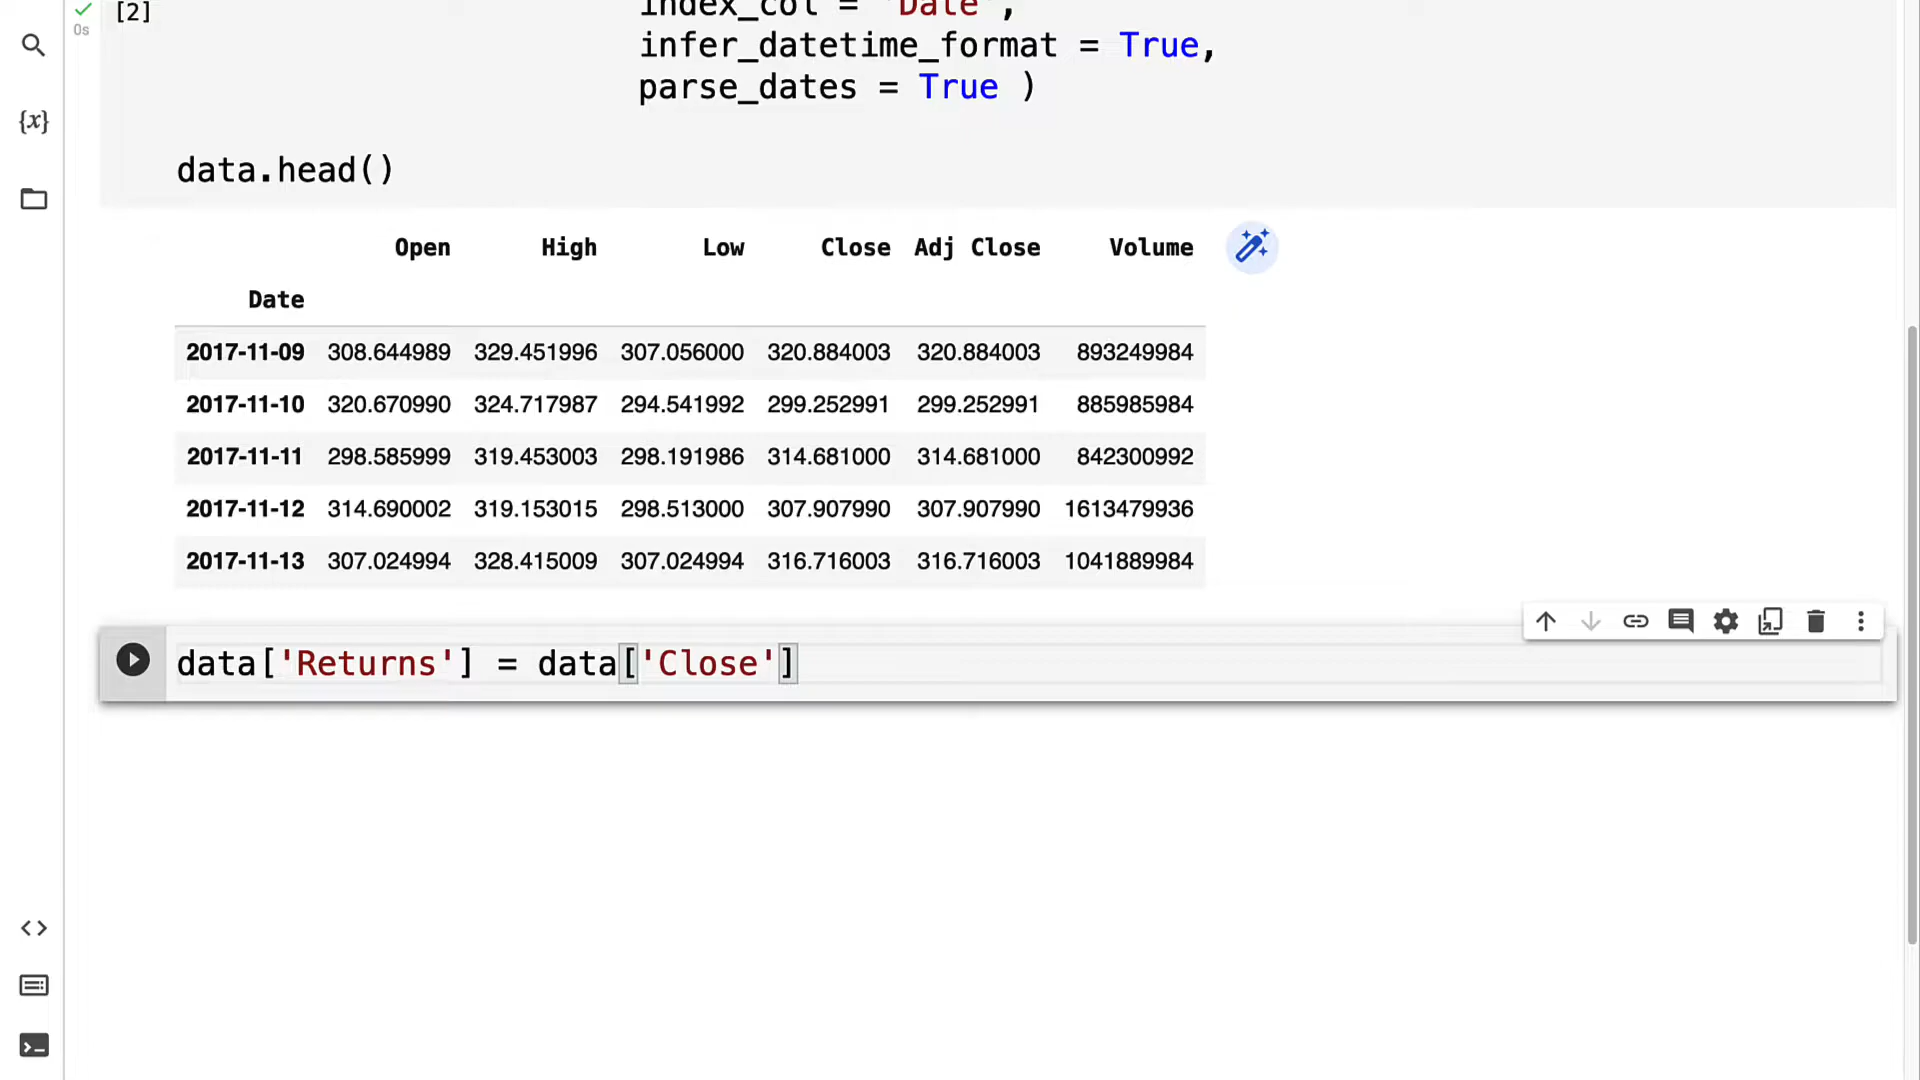 [2]
0s
index_col = 'Date',
infer_datetime_format = True,
parse_dates = True )
data.head()
{x}
Open High Low Close Adj Close Volume
Date
2017-11-09 308.644989 329.451996 307.056000 320.884003 320.884003 893249984
2017-11-10 320.670990 324.717987 294.541992 299.252991 299.252991 885985984
2017-11-11 298.585999 319.453003 298.191986 314.681000 314.681000 842300992
2017-11-12 314.690002 319.153015 298.513000 307.907990 307.907990 1613479936
2017-11-13 307.024994 328.415009 307.024994 316.716003 316.716003 1041889984
data['Returns'] = data['Close']